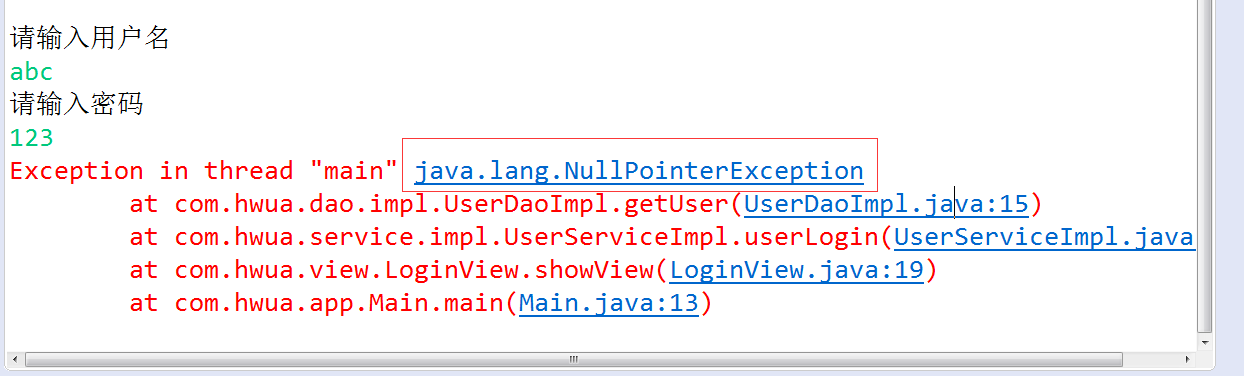 请输入用户名
abc
请输入密码
123
Exception in thread "main" java.lang.NullPointerException
at com.hwua.dao.impl.UserDaoImpl.getUser(UserDaoImpl.java:15)
at com.hwua.service.impl.UserServiceImpl.userLogin(UserServiceImpl.java
at com.hwua.view.LoginView.showView(LoginView.java:19)
at com.hwua.app.Main.main(Main.java:13)